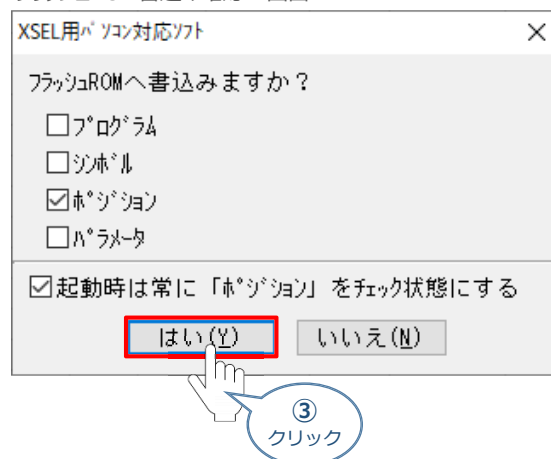 XSEL用ﾊﾟｿｺﾝ対応ｿﾌﾄ
ﾌﾗｯｼｭROMへ書込みますか？
ﾌﾟﾛｸﾞﾗﾑ
ｼﾝﾎﾞﾙ
ﾎﾟｼﾞｼｮﾝ
ﾊﾟﾗﾒｰﾀ
起動時は常に「ﾎﾟｼﾞｼｮﾝ」をﾁｪｯｸ状態にする
はい(Y)
いいえ(N)
③
クリック